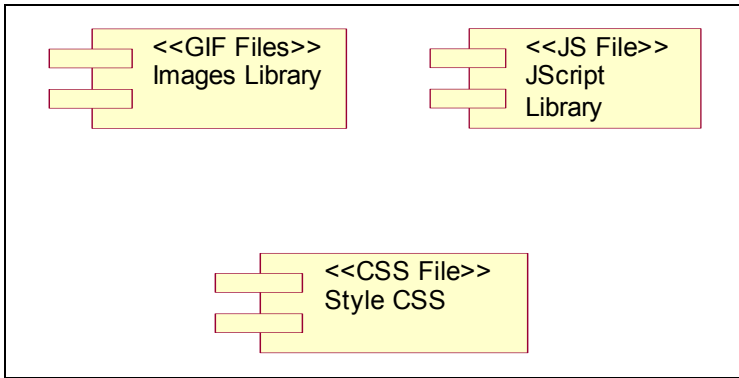 <<GIF Files>>
Images Library
<<JS File>>
JScript
Library
<<CSS File>>
Style CSS